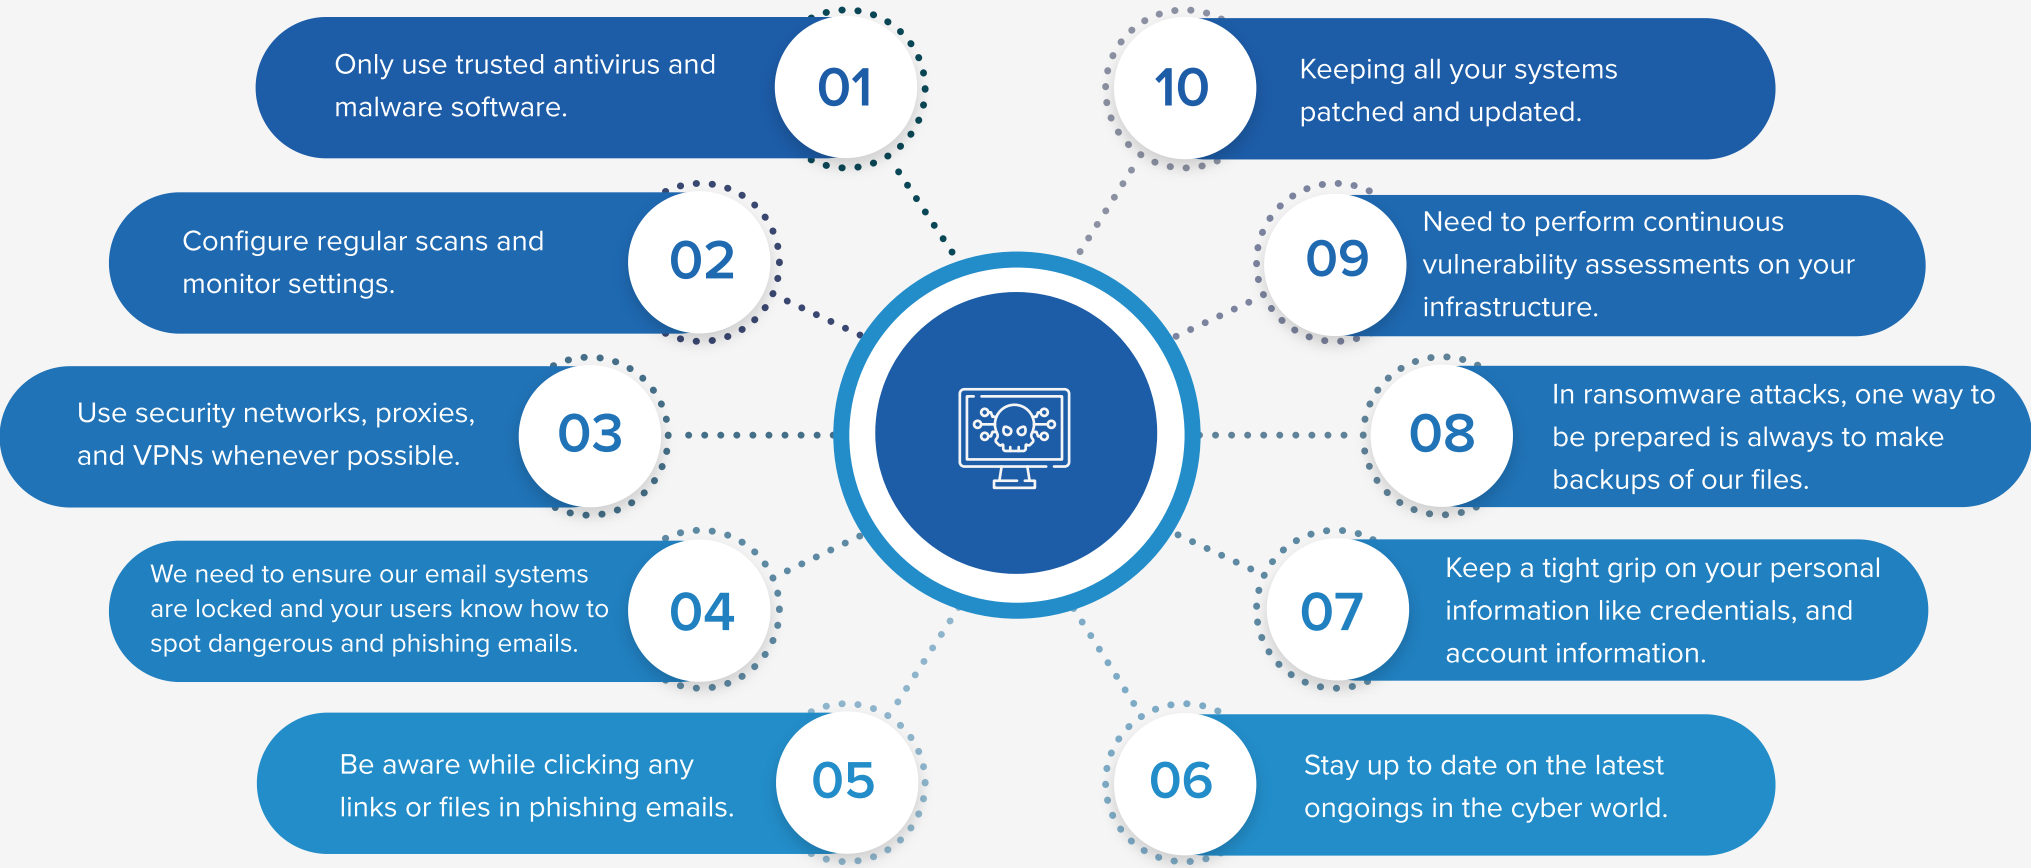 01
Only use trusted antivirus and
malware software.
02
Configure regular scans and
monitor settings.
03
Use security networks, proxies,
and VPNs whenever possible.
04
We need to ensure our email systems
are locked and your users know how to
spot dangerous and phishing emails.
05
Be aware while clicking any
links or files in phishing emails.
06
Stay up to date on the latest
ongoings in the cyber world.
07
Keep a tight grip on your personal
information like credentials, and
account information.
08
In ransomware attacks, one way to
be prepared is always to make
backups of our files.
09
Need to perform continuous
vulnerability assessments on your
infrastructure.
10
Keeping all your systems
patched and updated.